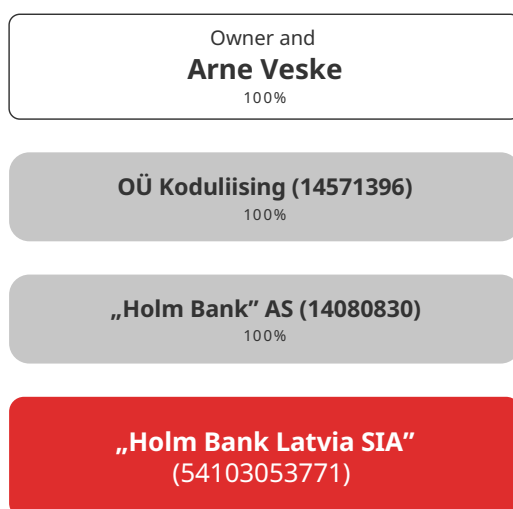 Owner and
Arne Veske
100%
OÜ Koduliising (14571396)
100%
„Holm Bank” AS (14080830)
100%
„Holm Bank Latvia SIA”
(54103053771)